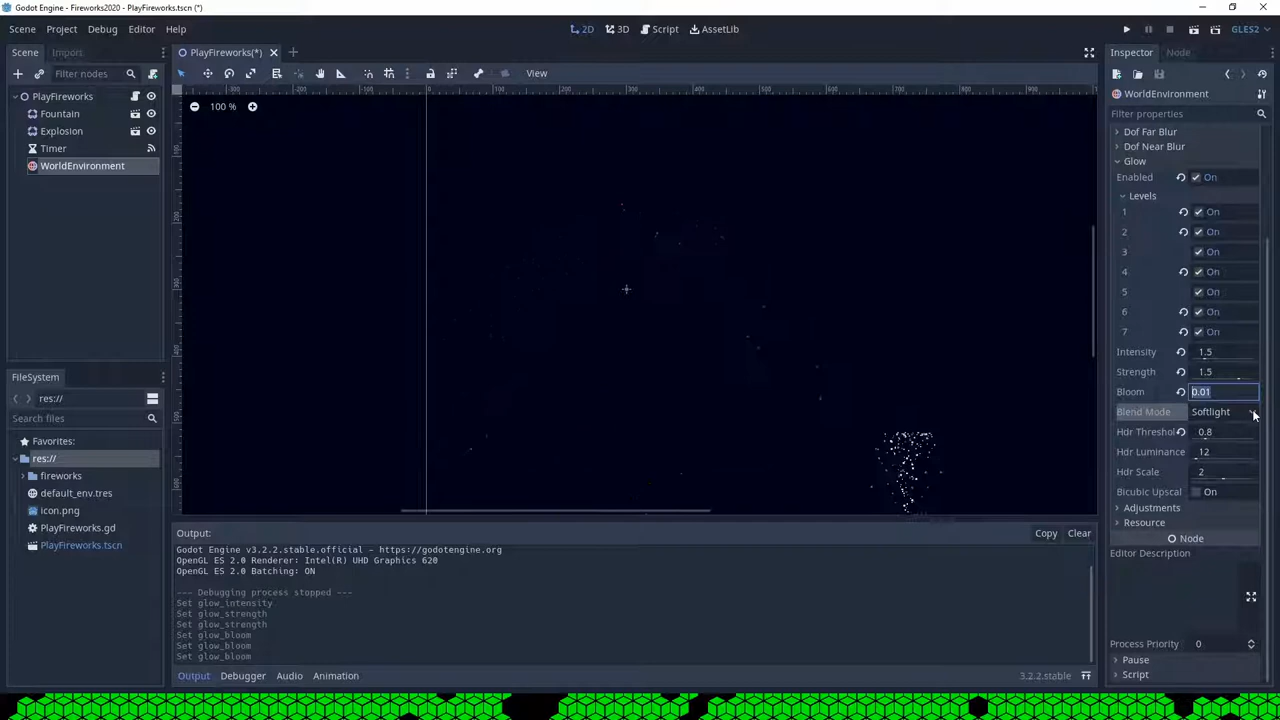 Godot Engine - Fireworks2020 - PlayFireworks.tscn (*)
Scene Project Debug Editor Help
2D 3D Script AssetLib
GLES2
Scene Import
Filter nodes
PlayFireworks
Fountain
Explosion
Timer
WorldEnvironment
FileSystem
res://
Search files
Favorites:
res://
fireworks
default_env.tres
icon.png
PlayFireworks.gd
PlayFireworks.tscn
PlayFireworks(*)
View
100 %
Output:
Copy Clear
Godot Engine v3.2.2.stable.official - https://godotengine.org
OpenGL ES 2.0 Renderer: Intel(R) UHD Graphics 620
OpenGL ES 2.0 Batching: ON
--- Debugging process stopped ---
Set glow_intensity
Set glow_strength
Set glow_strength
Set glow_bloom
Set glow_bloom
Set glow_bloom
Output Debugger Audio Animation
3.2.2.stable
Inspector Node
WorldEnvironment
Filter properties
Dof Far Blur
Dof Near Blur
Glow
Enabled On
Levels
1 On
2 On
3 On
4 On
5 On
6 On
7 On
Intensity 1.5
Strength 1.5
Bloom 0.01
Blend Mode Softlight
Hdr Threshol 0.8
Hdr Luminance 12
Hdr Scale 2
Bicubic Upscal On
Adjustments
Resource
Node
Editor Description
Process Priority 0
Pause
Script